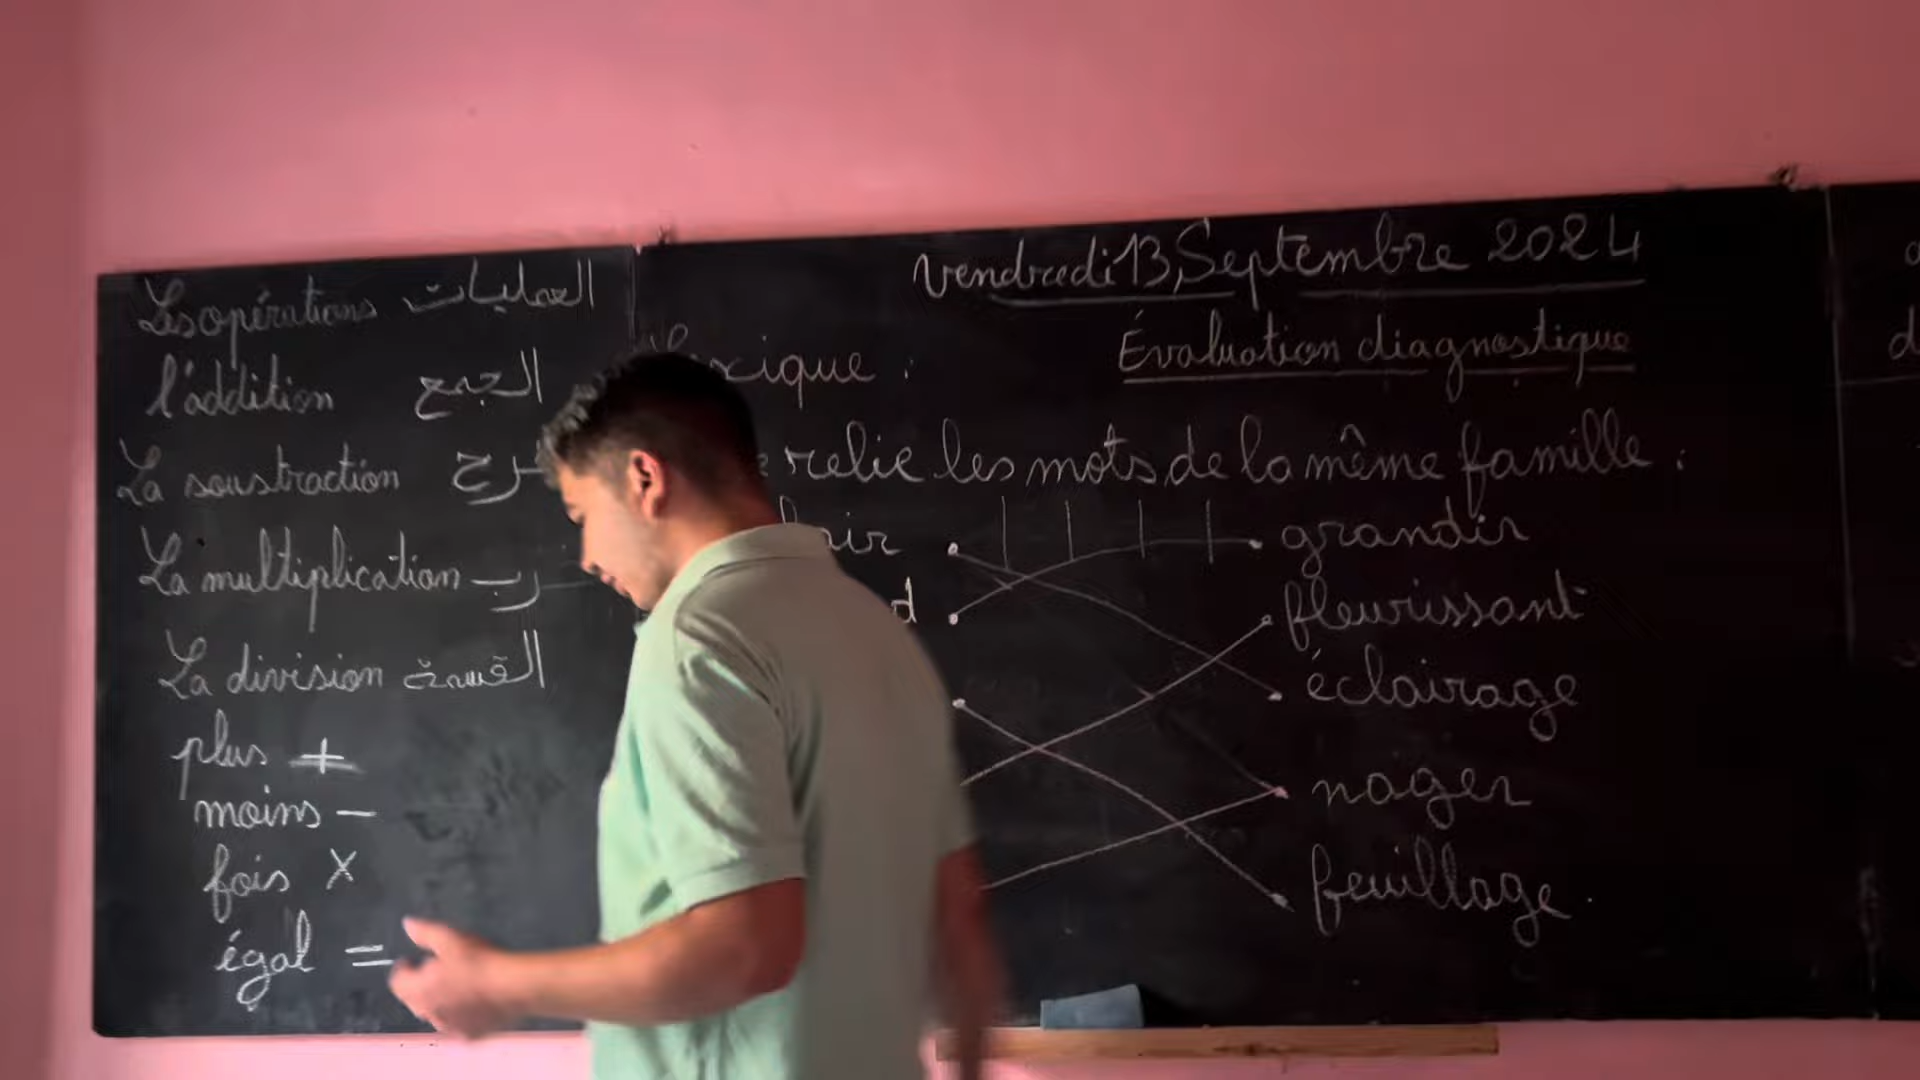 Les opérations العمليات
l'addition الجمع
La soustraction
La multiplication
La division القسمة
plus +
moins -
fois x
égal =
Vendredi 13, Septembre 2024
Évaluation diagnostique
relie les mots de la même famille :
grandir
fleurissant
éclairage
nager
feuillage.